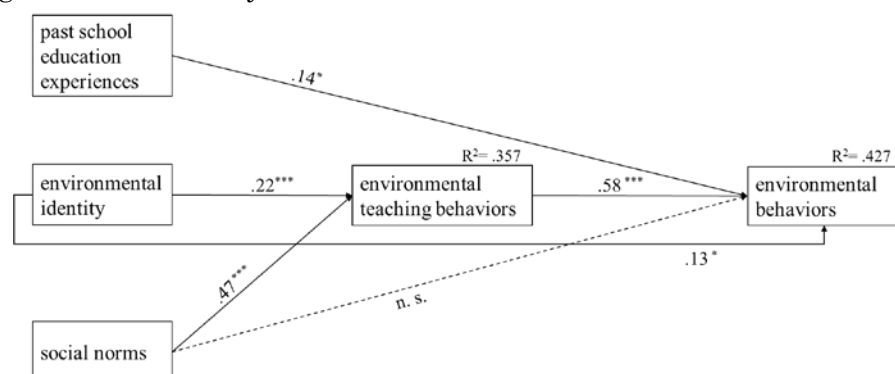 past school
education
experiences
.14*
R²= .357
R²= .427
environmental
identity
.22***
environmental
teaching behaviors
.58 ***
environmental
behaviors
.13 *
.47***
n. s.
social norms